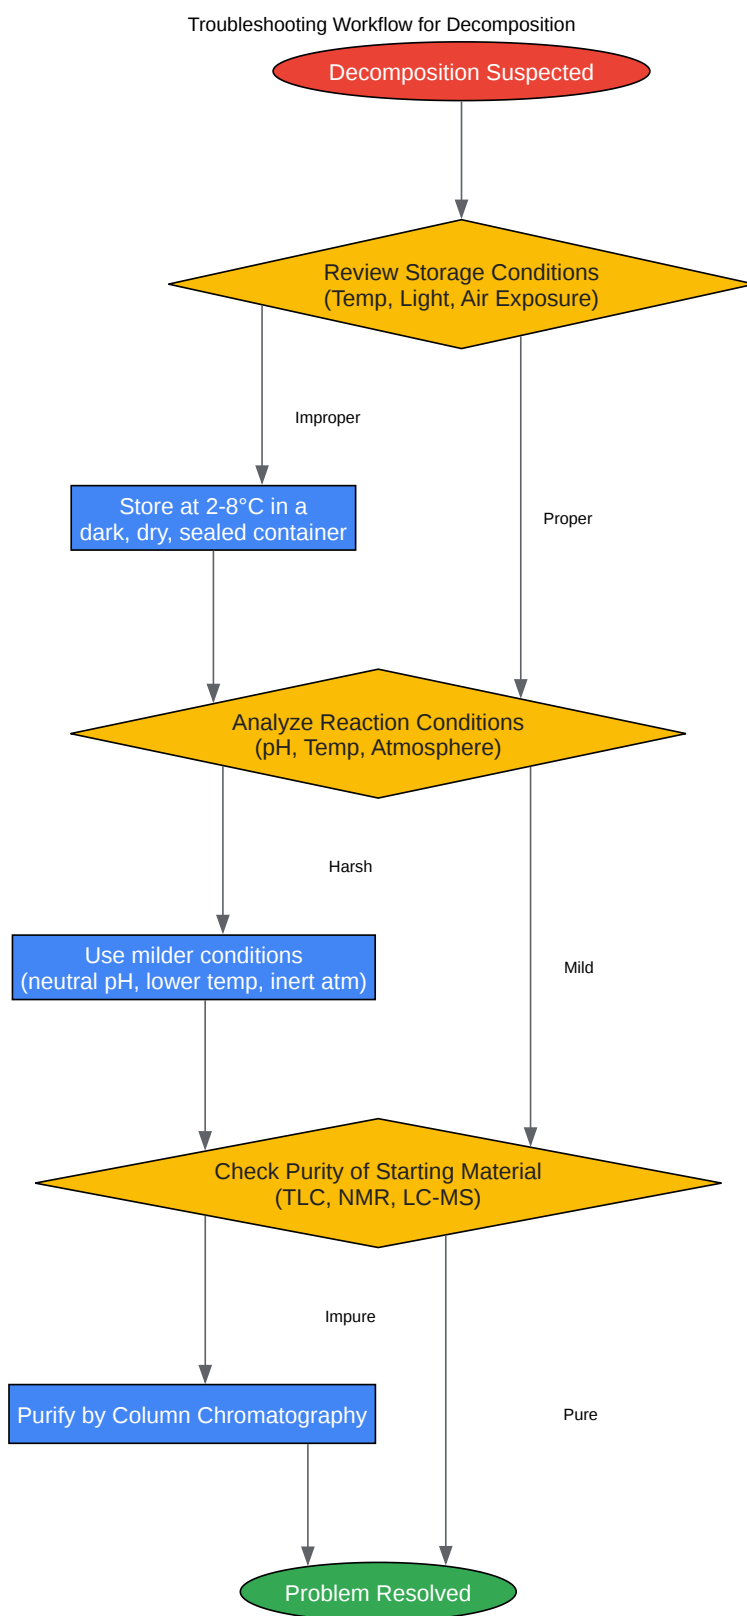 Troubleshooting Workflow for Decomposition
Decomposition Suspected
Review Storage Conditions
(Temp, Light, Air Exposure)
Improper
Store at 2-8°C in a
dark, dry, sealed container
Proper
Analyze Reaction Conditions
(pH, Temp, Atmosphere)
Harsh
Use milder conditions
(neutral pH, lower temp, inert atm)
Mild
Check Purity of Starting Material
(TLC, NMR, LC-MS)
Impure
Purify by Column Chromatography
Pure
Problem Resolved